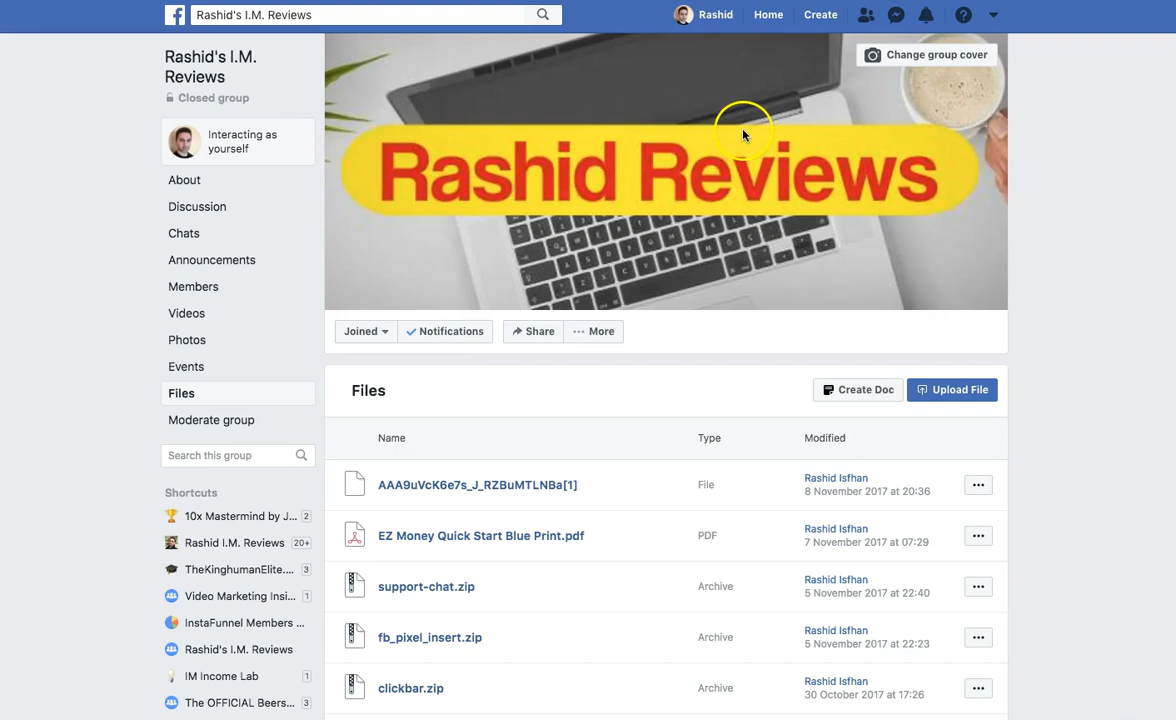 Rashid's I.M. Reviews
Rashid
Home
Create
Rashid's I.M.
Reviews
Closed group
Interacting as
yourself
About
Discussion
Chats
Announcements
Members
Videos
Photos
Events
Files
Moderate group
Search this group
Shortcuts
10x Mastermind by J... 2
Rashid I.M. Reviews 20+
TheKinghumanElite.... 3
Video Marketing Insi... 1
InstaFunnel Members ...
Rashid's I.M. Reviews
IM Income Lab 1
The OFFICIAL Beers... 3
Change group cover
Rashid Reviews
Joined Notifications Share ··· More
Files
Create Doc Upload File
Name Type Modified
AAA9uVcK6e7s_J_RZBuMTLNBa[1] File Rashid Isfhan
8 November 2017 at 20:36
EZ Money Quick Start Blue Print.pdf PDF Rashid Isfhan
7 November 2017 at 07:29
support-chat.zip Archive Rashid Isfhan
5 November 2017 at 22:40
fb_pixel_insert.zip Archive Rashid Isfhan
5 November 2017 at 22:23
clickbar.zip Archive Rashid Isfhan
30 October 2017 at 17:26